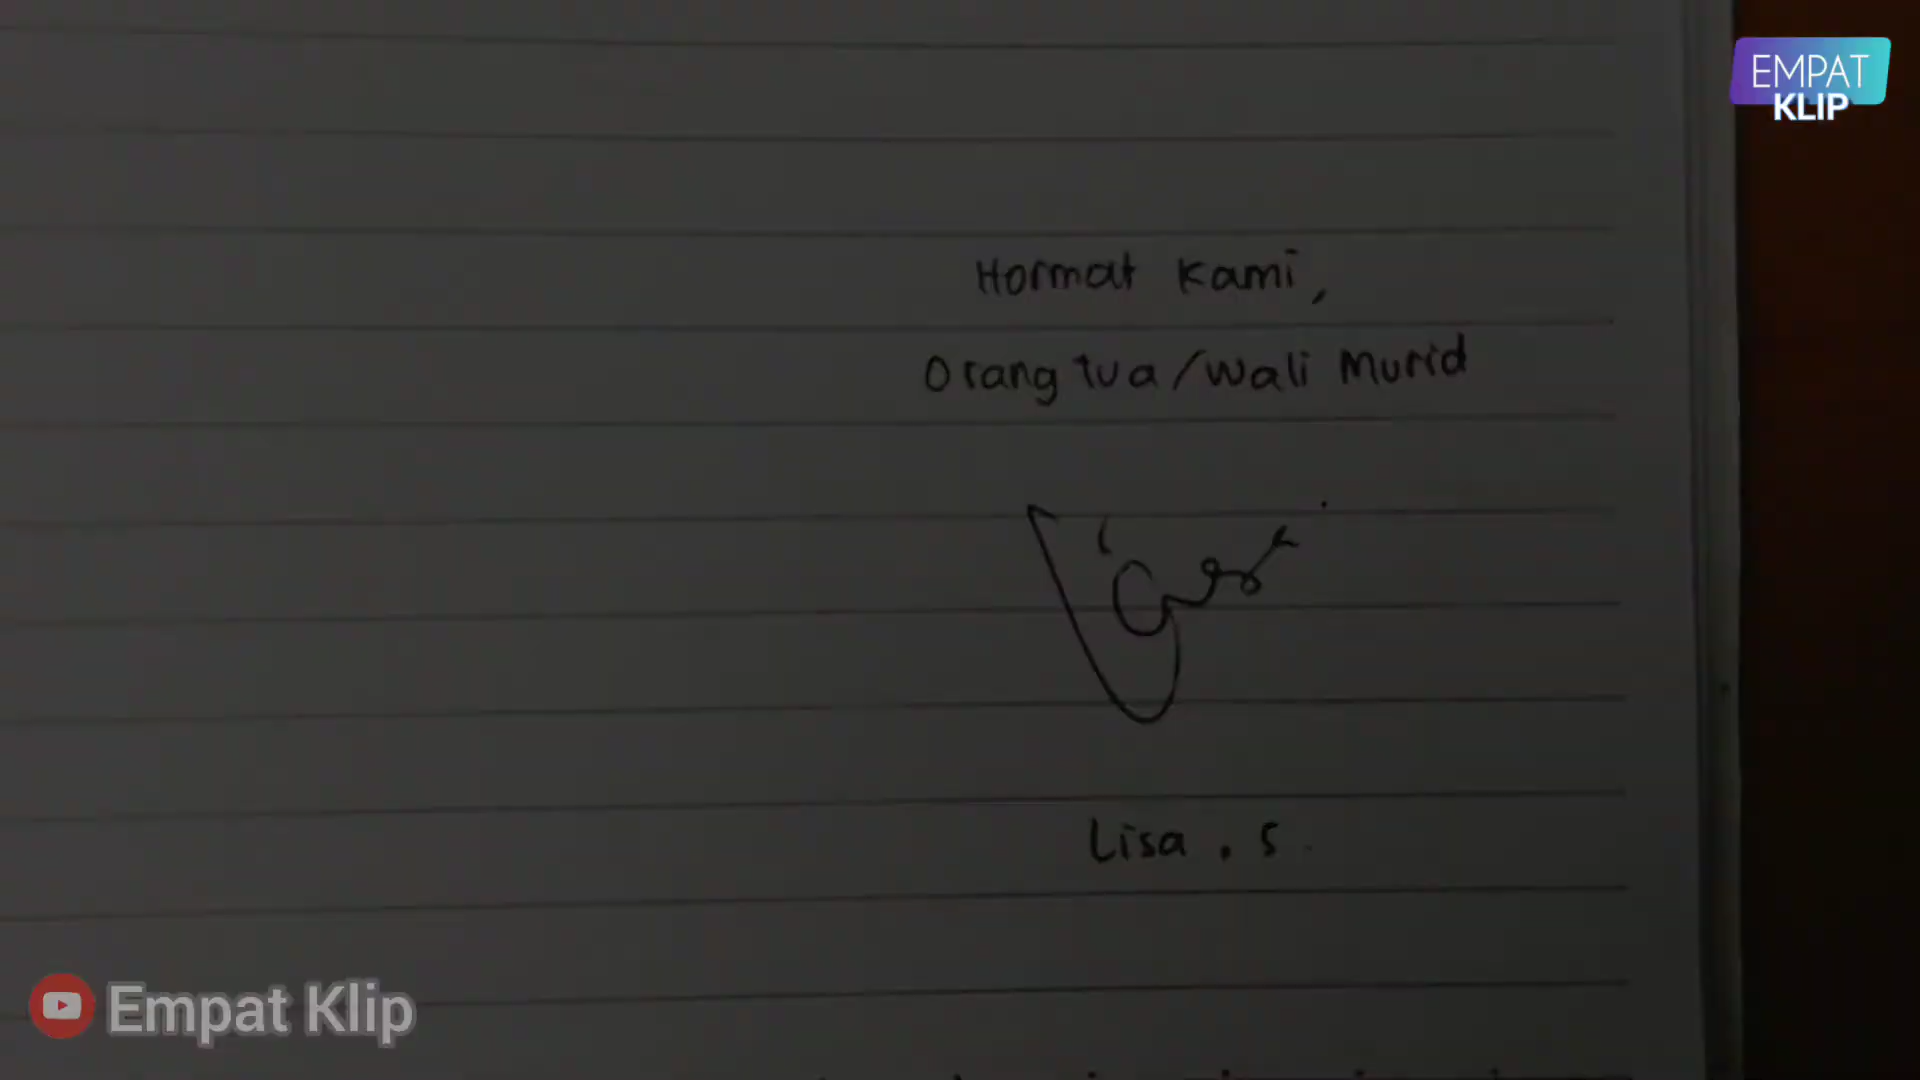 EMPAT
KLIP
Hormat Kami,
Orang tua/Wali Murid
Lisa . S.
Empat Klip